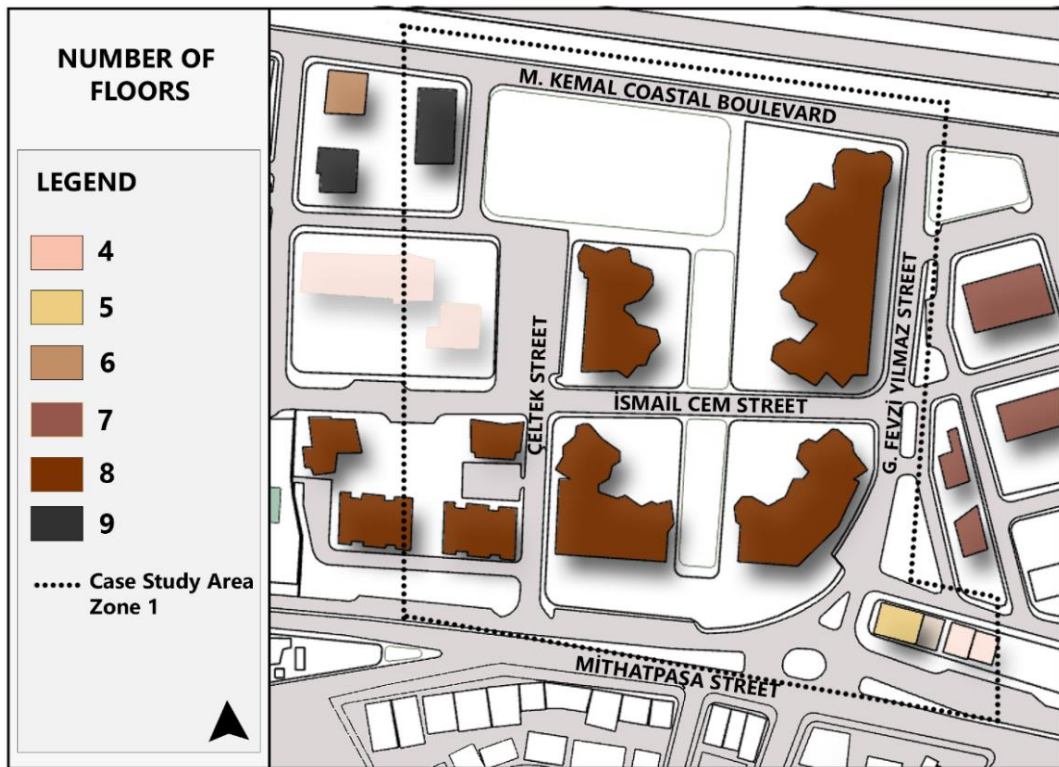 NUMBER OF
FLOORS
LEGEND
4
5
6
7
8
9
Case Study Area
Zone 1
M. KEMAL COASTAL BOULEVARD
G. FEVZİ YILMAZ STREET
ÇELTEK STREET
İSMAİL CEM STREET
MİTHATPAŞA STREET